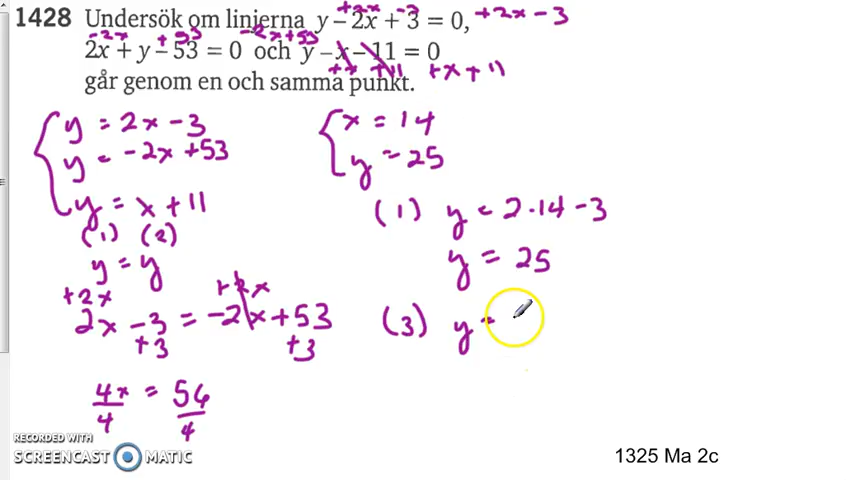 1428 Undersök om linjerna y − 2x + 3 = 0, +2x − 3
+2x −3
2x + y − 53 = 0 och y − x − 11 = 0
−2x +53 −2x +53
+x +11 +x + 11
går genom en och samma punkt.
y = 2x − 3
y = −2x + 53
y = x + 11
(1) (2)
y = y
+2x +2x
2x − 3 = −2x + 53
+3 +3
4x = 56
4 4
x = 14
y = 25
(1) y = 2·14 − 3
y = 25
(3) y =
RECORDED WITH
SCREENCAST MATIC
1325 Ma 2c